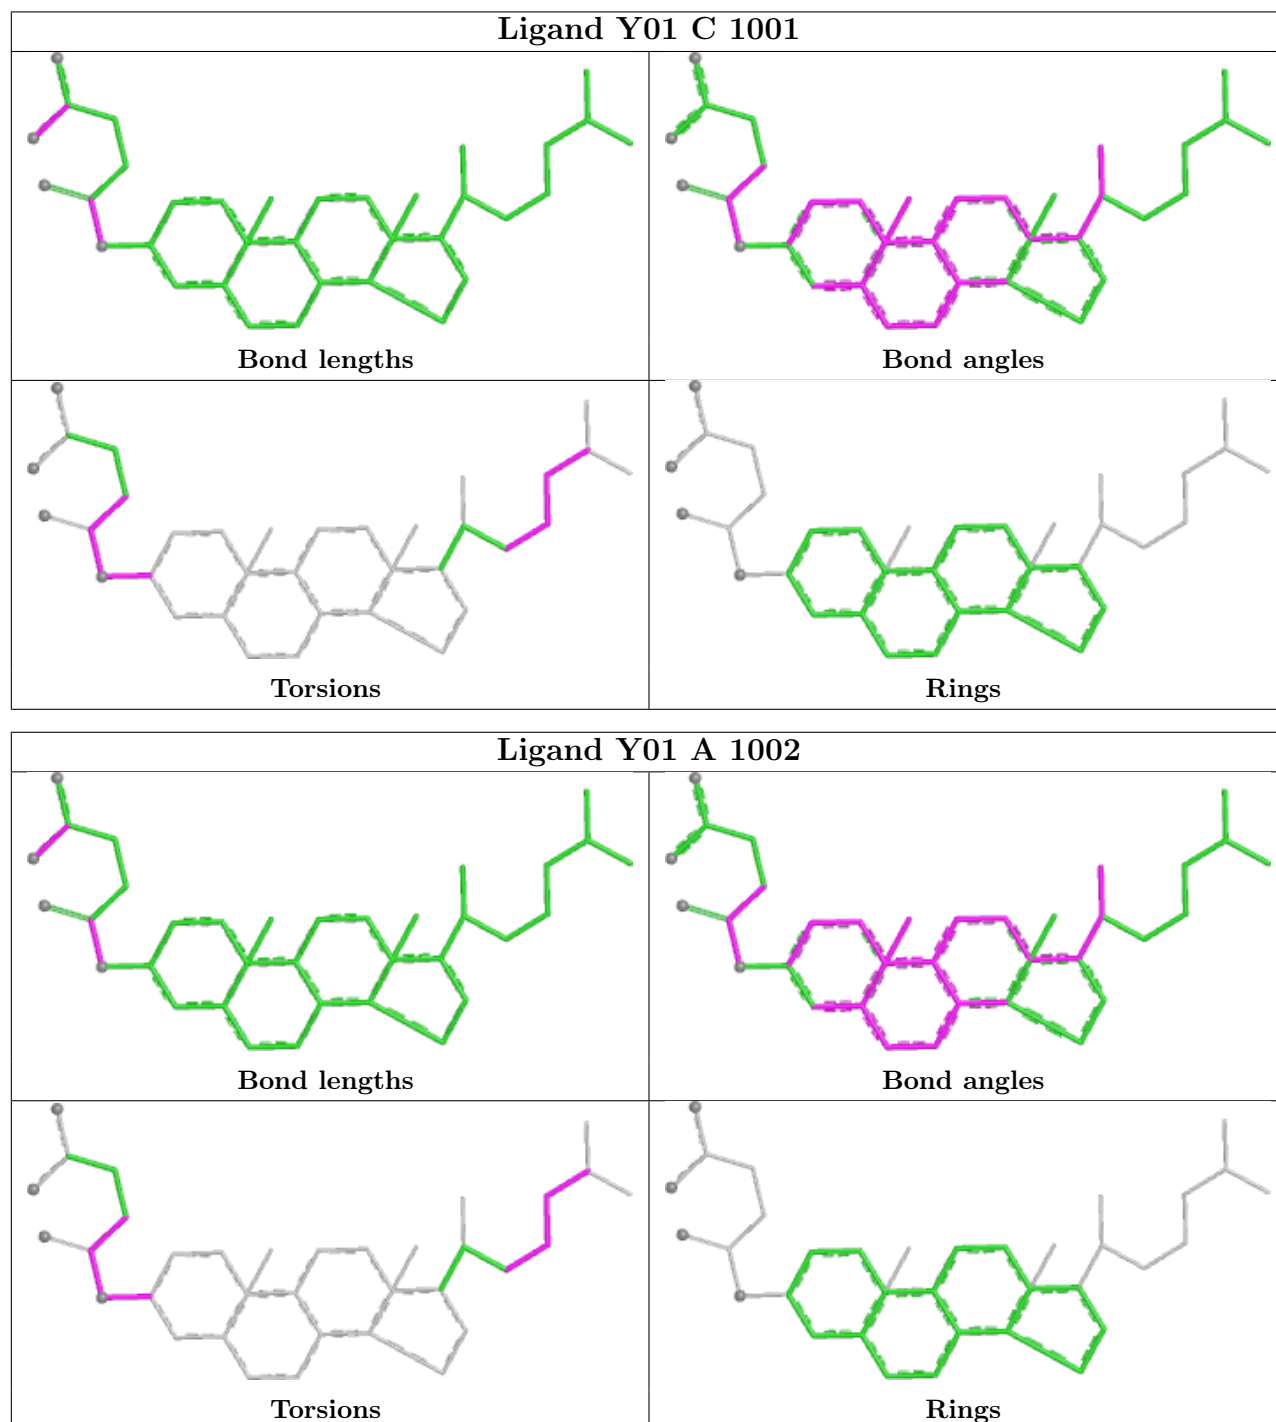 Ligand Y01 C 1001
Bond lengths
Bond angles
Torsions
Rings
Ligand Y01 A 1002
Bond lengths
Bond angles
Torsions
Rings